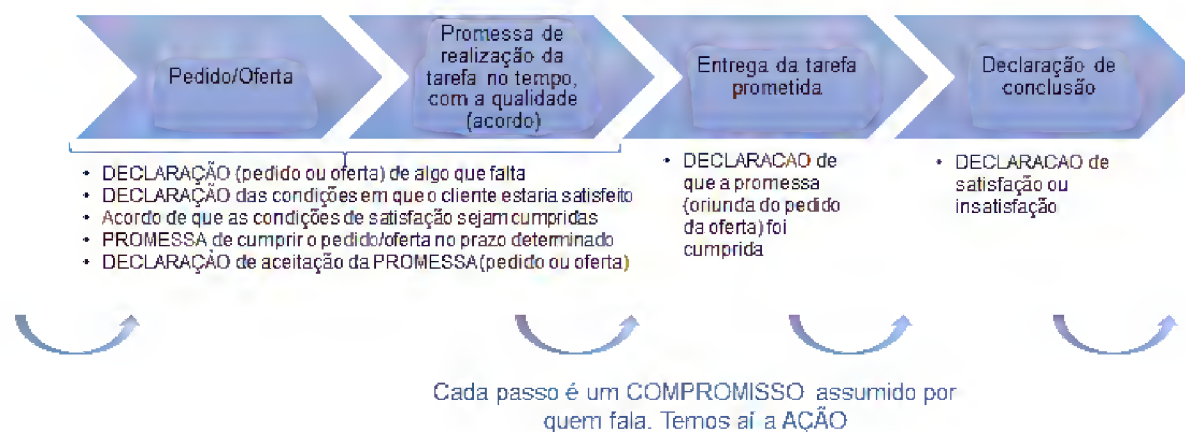 Pedido/Oferta
Promessa de
realização da
tarefa no tempo,
com a qualidade
(acordo)
Entrega da tarefa
prometida
Declaração de
conclusão
• DECLARAÇÃO (pedido ou oferta) de algo que falta
• DECLARAÇÃO das condições em que o cliente estaria satisfeito
• Acordo de que as condições de satisfação sejam cumpridas
• PROMESSA de cumprir o pedido/oferta no prazo determinado
• DECLARAÇÃO de aceitação da PROMESSA (pedido ou oferta)
• DECLARACAO de
que a promessa
(oriunda do pedido
da oferta) foi
cumprida
• DECLARACAO de
satisfação ou
insatisfação
Cada passo é um COMPROMISSO assumido por
quem fala. Temos aí a AÇÃO